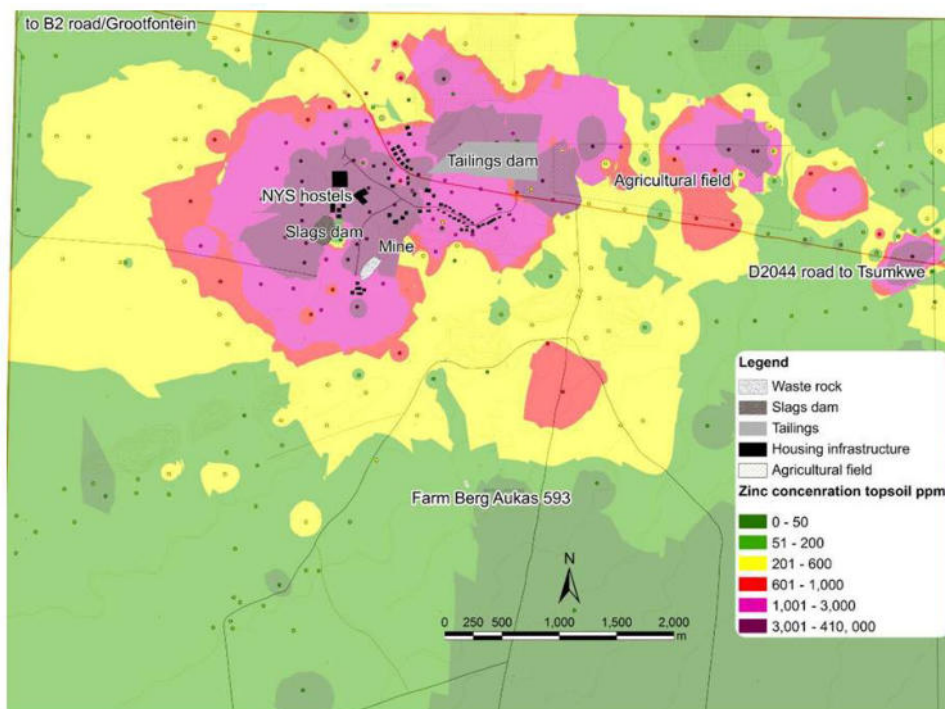 to B2 road/Grootfontein
Tailings dam
Agricultural field
NYS hostels
Slags dam
Mine
D2044 road to Tsumkwe
Farm Berg Aukas 593
N
0 250 500 1,000 1,500 2,000
m
Legend
Waste rock
Slags dam
Tailings
Housing infrastructure
Agricultural field
Zinc concenration topsoil ppm
0 - 50
51 - 200
201 - 600
601 - 1,000
1,001 - 3,000
3,001 - 410, 000